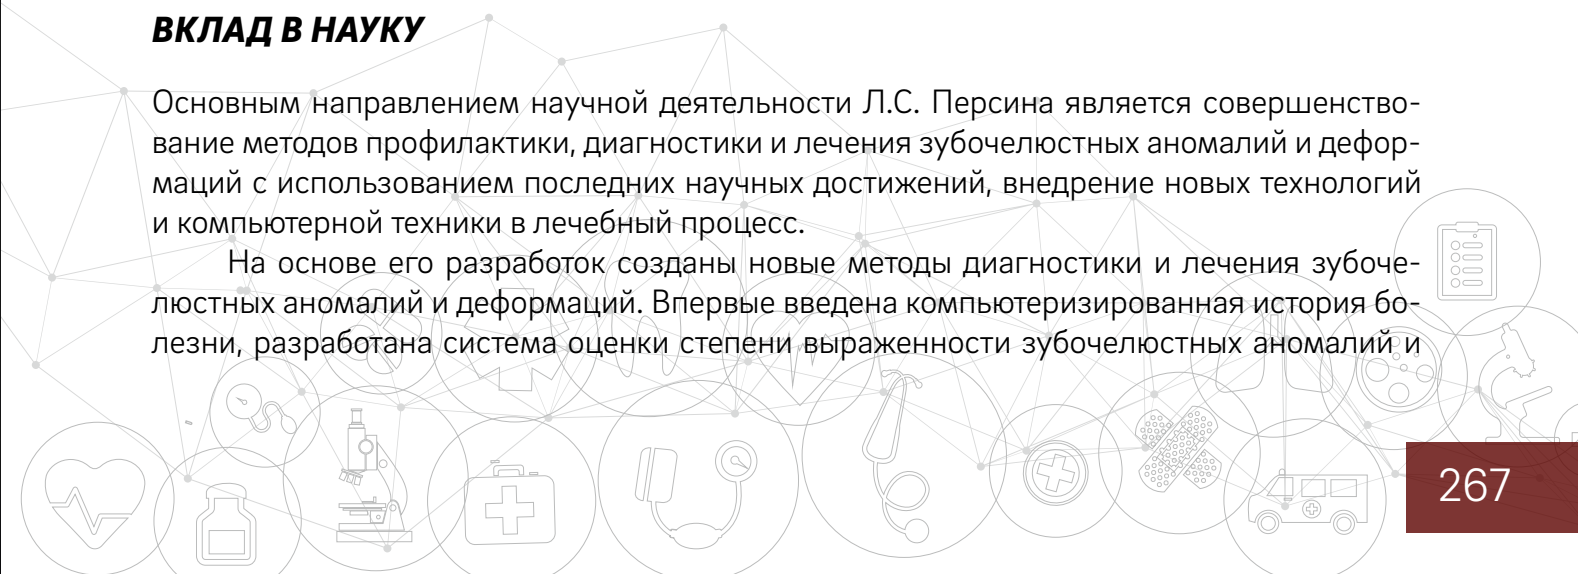 ВКЛАД В НАУКУ
Основным направлением научной деятельности Л.С. Персина является совершенство-
вание методов профилактики, диагностики и лечения зубочелюстных аномалий и дефор-
маций с использованием последних научных достижений, внедрение новых технологий
и компьютерной техники в лечебный процесс.
На основе его разработок созданы новые методы диагностики и лечения зубоче-
люстных аномалий и деформаций. Впервые введена компьютеризированная история бо-
лезни, разработана система оценки степени выраженности зубочелюстных аномалий и
267